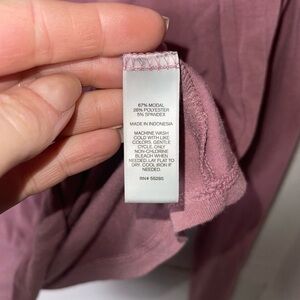 67% MODAL
28% POLYESTER
5% SPANDEX
MADE IN INDONESIA
MACHINE WASH
COLD WITH LIKE
COLORS. GENTLE
CYCLE. ONLY
NON-CHLORINE
BLEACH WHEN
NEEDED LAY FLAT TO
DRY. COOL IRON IF
NEEDED.
RN# 55285